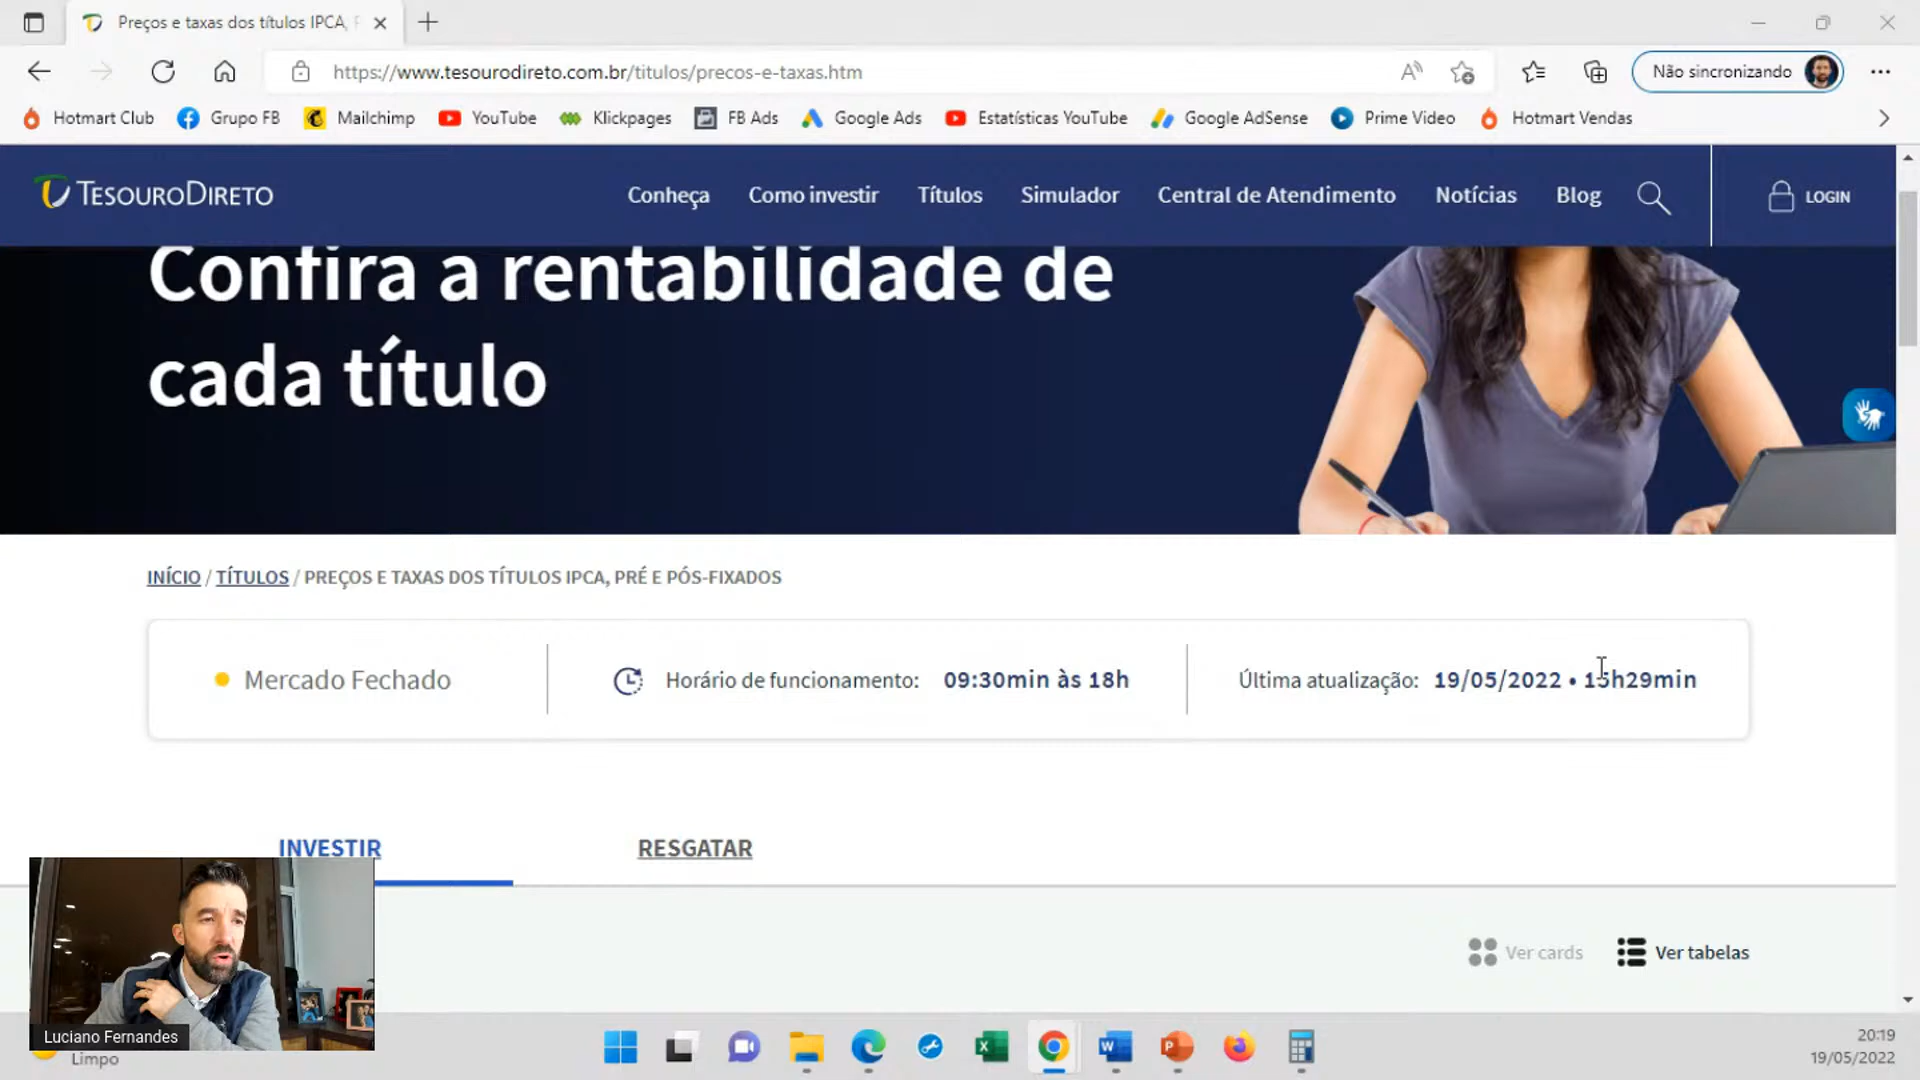 Preços e taxas dos títulos IPCA,
https://www.tesourodireto.com.br/titulos/precos-e-taxas.htm
Não sincronizando
Hotmart Club
Grupo FB
Mailchimp
YouTube
Klickpages
FB Ads
Google Ads
Estatísticas YouTube
Google AdSense
Prime Video
Hotmart Vendas
TESOURODIRETO
Conheça
Como investir
Títulos
Simulador
Central de Atendimento
Notícias
Blog
LOGIN
Confira a rentabilidade de
cada título
INÍCIO / TÍTULOS / PREÇOS E TAXAS DOS TÍTULOS IPCA, PRÉ E PÓS-FIXADOS
Mercado Fechado
Horário de funcionamento: 09:30min às 18h
Última atualização: 19/05/2022 •
INVESTIR
RESGATAR
Ver cards
Ver tabelas
Luciano Fernandes
Limpo
20:19
19/05/2022